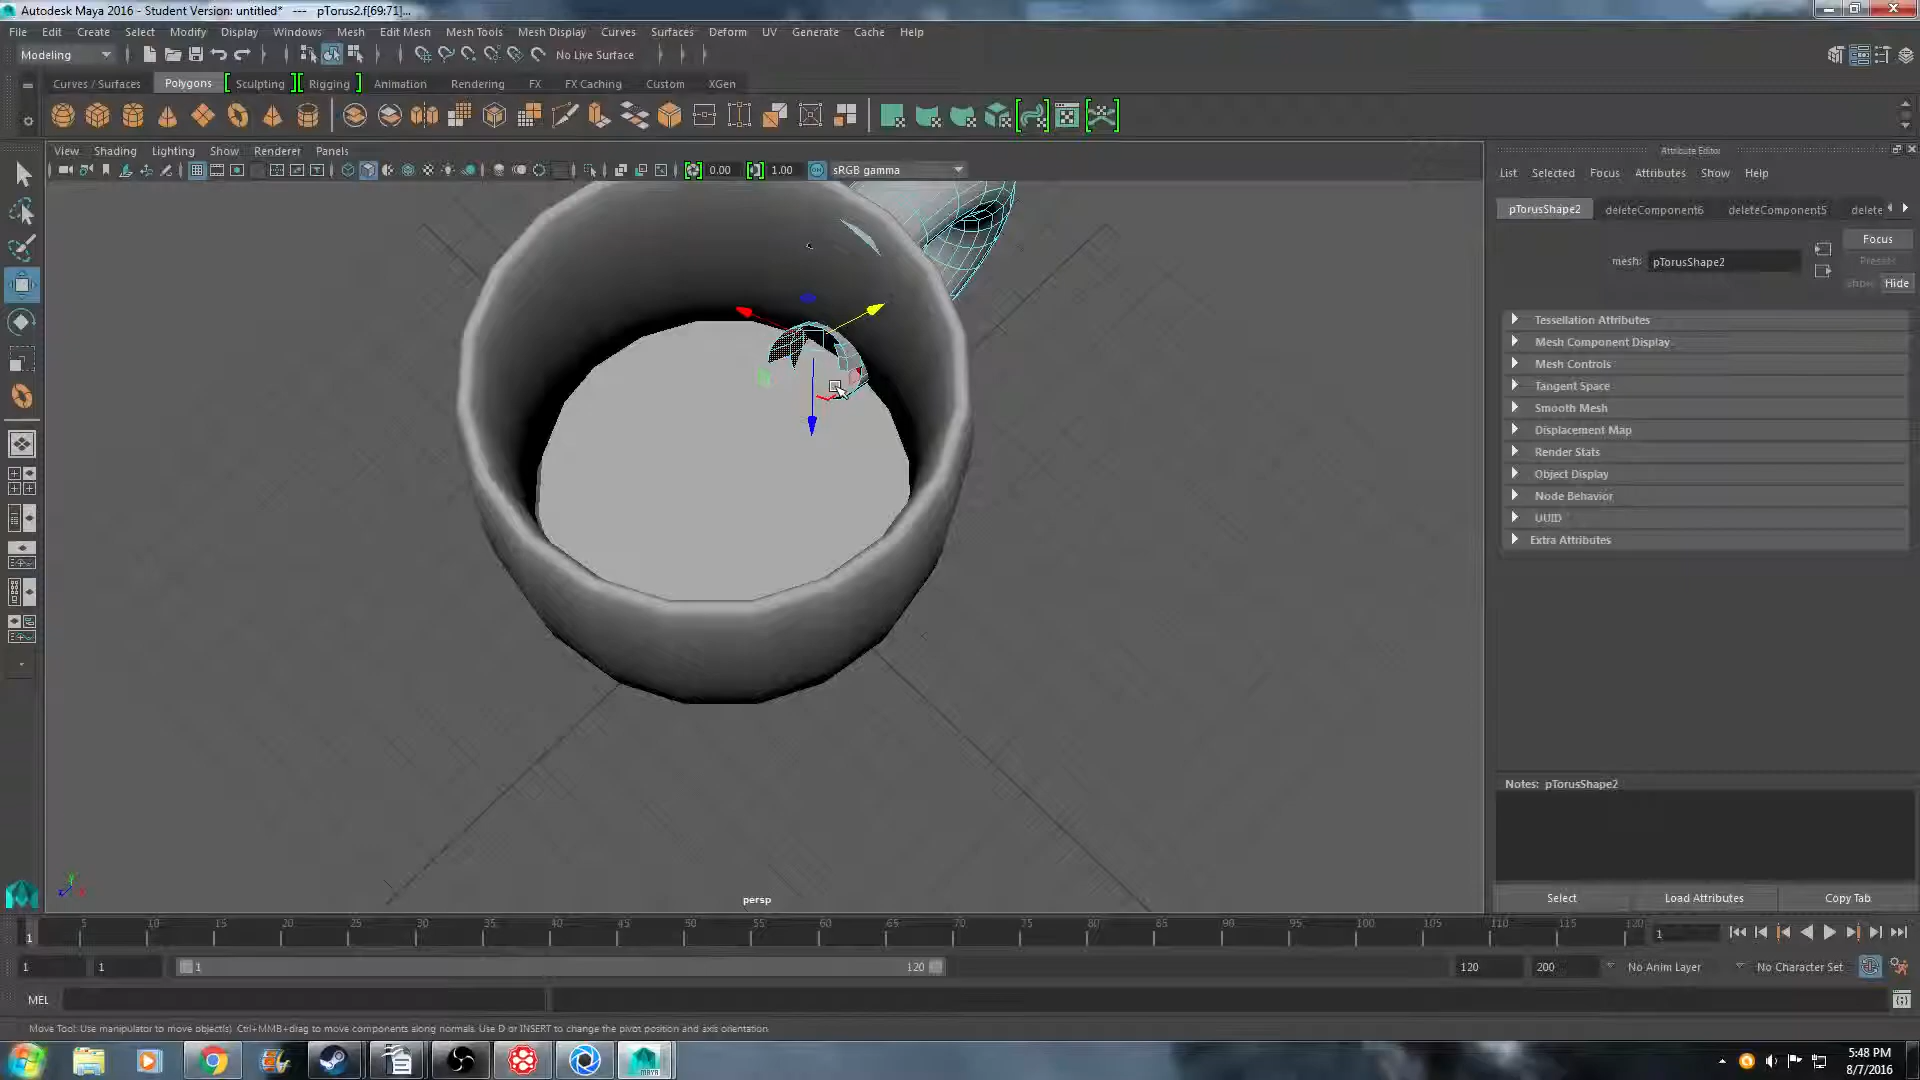 Autodesk Maya 2016 - Student Version: untitled* --- pTorus2.f[69:71]...
File Edit Create Select Modify Display Windows Mesh Edit Mesh Mesh Tools Mesh Display Curves Surfaces Deform UV Generate Cache Help
Modeling No Live Surface
Curves / Surfaces Polygons Sculpting Rigging Animation Rendering FX FX Caching Custom XGen
View Shading Lighting Show Renderer Panels
0.00 1.00 sRGB gamma
Attribute Editor
List Selected Focus Attributes Show Help
pTorusShape2 deleteComponent6 deleteComponent5 delete
Focus
mesh: pTorusShape2 Presets
Show Hide
Tessellation Attributes
Mesh Component Display
Mesh Controls
Tangent Space
Smooth Mesh
Displacement Map
Render Stats
Object Display
Node Behavior
UUID
Extra Attributes
Notes: pTorusShape2
persp
Select Load Attributes Copy Tab
5 10 15 20 25 30 35 40 45 50 55 60 65 70 75 80 85 90 95 100 105 110 115 120
1 1
1 1 1 120 120 200 No Anim Layer No Character Set
MEL
Move Tool: Use manipulator to move object(s). Ctrl+MMB+drag to move components along normals. Use D or INSERT to change the pivot position and axis orientation.
MAYA
5:48 PM
8/7/2016